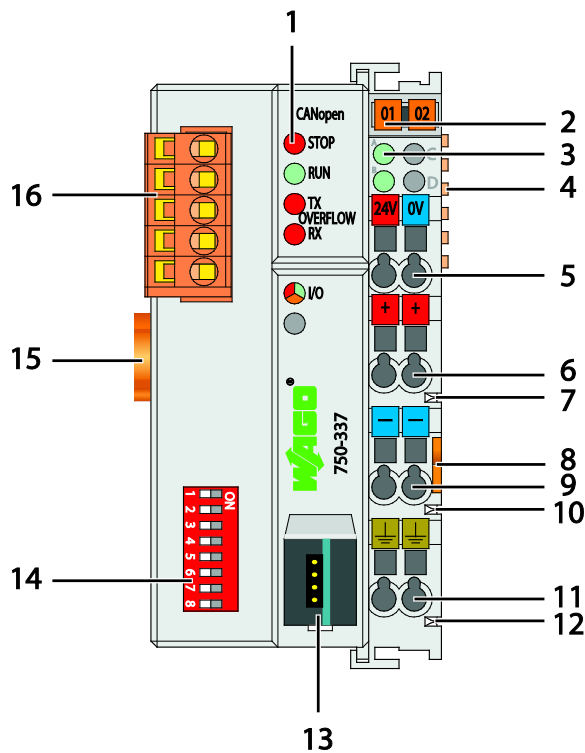 1
CANopen
STOP
RUN
TX
OVERFLOW
RX
I/O
WAGO
®
750-337
01 02
A C
B D
24V 0V
+ +
— —
ON
1
2
3
4
5
6
7
8
2
3
4
5
6
7
8
9
10
11
12
13
14
15
16